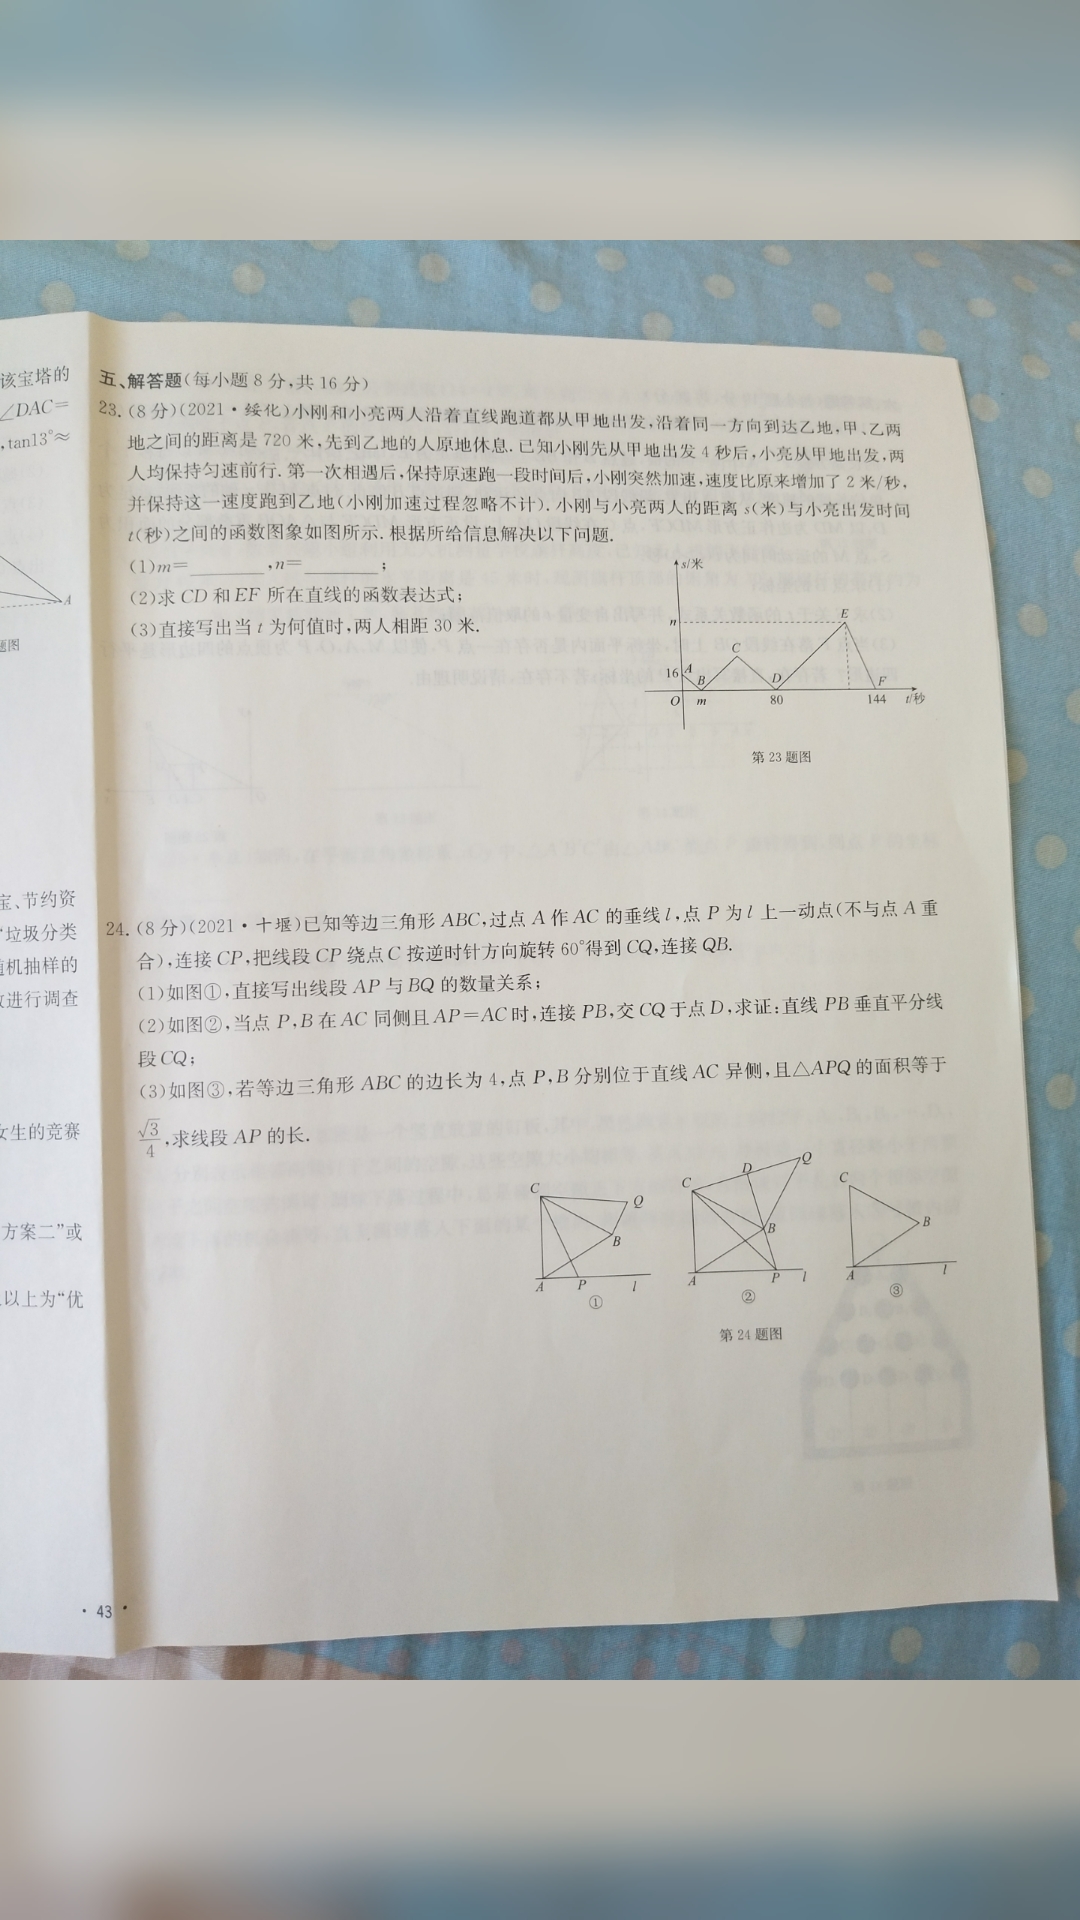 该宝塔的
∠DAC=
,tan13°≈
A
题图
宝、节约资
“垃圾分类
随机抽样的
进行调查
女生的竞赛
方案二”或
以上为“优
五、解答题(每小题 8 分,共 16 分)
23. (8 分)(2021·绥化)小刚和小亮两人沿着直线跑道都从甲地出发,沿着同一方向到达乙地,甲、乙两
地之间的距离是 720 米,先到乙地的人原地休息. 已知小刚先从甲地出发 4 秒后,小亮从甲地出发,两
人均保持匀速前行. 第一次相遇后,保持原速跑一段时间后,小刚突然加速,速度比原来增加了 2 米/秒,
并保持这一速度跑到乙地(小刚加速过程忽略不计). 小刚与小亮两人的距离 s(米)与小亮出发时间
t(秒)之间的函数图象如图所示. 根据所给信息解决以下问题.
(1)m=________,n=________;
(2)求 CD 和 EF 所在直线的函数表达式;
(3)直接写出当 t 为何值时,两人相距 30 米.
s/米
n
E
C
16 A
B
D
F
O
m
80
144
t/秒
第 23 题图
24. (8 分)(2021·十堰)已知等边三角形 ABC,过点 A 作 AC 的垂线 l,点 P 为 l 上一动点(不与点 A 重
合),连接 CP,把线段 CP 绕点 C 按逆时针方向旋转 60°得到 CQ,连接 QB.
(1)如图①,直接写出线段 AP 与 BQ 的数量关系;
(2)如图②,当点 P,B 在 AC 同侧且 AP=AC 时,连接 PB,交 CQ 于点 D,求证:直线 PB 垂直平分线
段 CQ;
(3)如图③,若等边三角形 ABC 的边长为 4,点 P,B 分别位于直线 AC 异侧,且△APQ 的面积等于
√3/4,求线段 AP 的长.
C
Q
B
A
P
l
①
C
D
Q
B
A
P
l
②
C
B
A
l
③
第 24 题图
· 43 ·